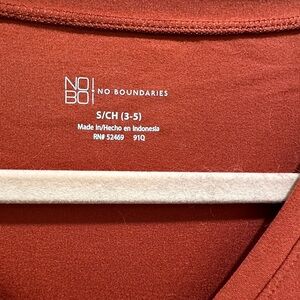 NO
BO
NO BOUNDARIES
S/CH (3-5)
Made in/Hecho en Indonesia
RN# 52469 91Q